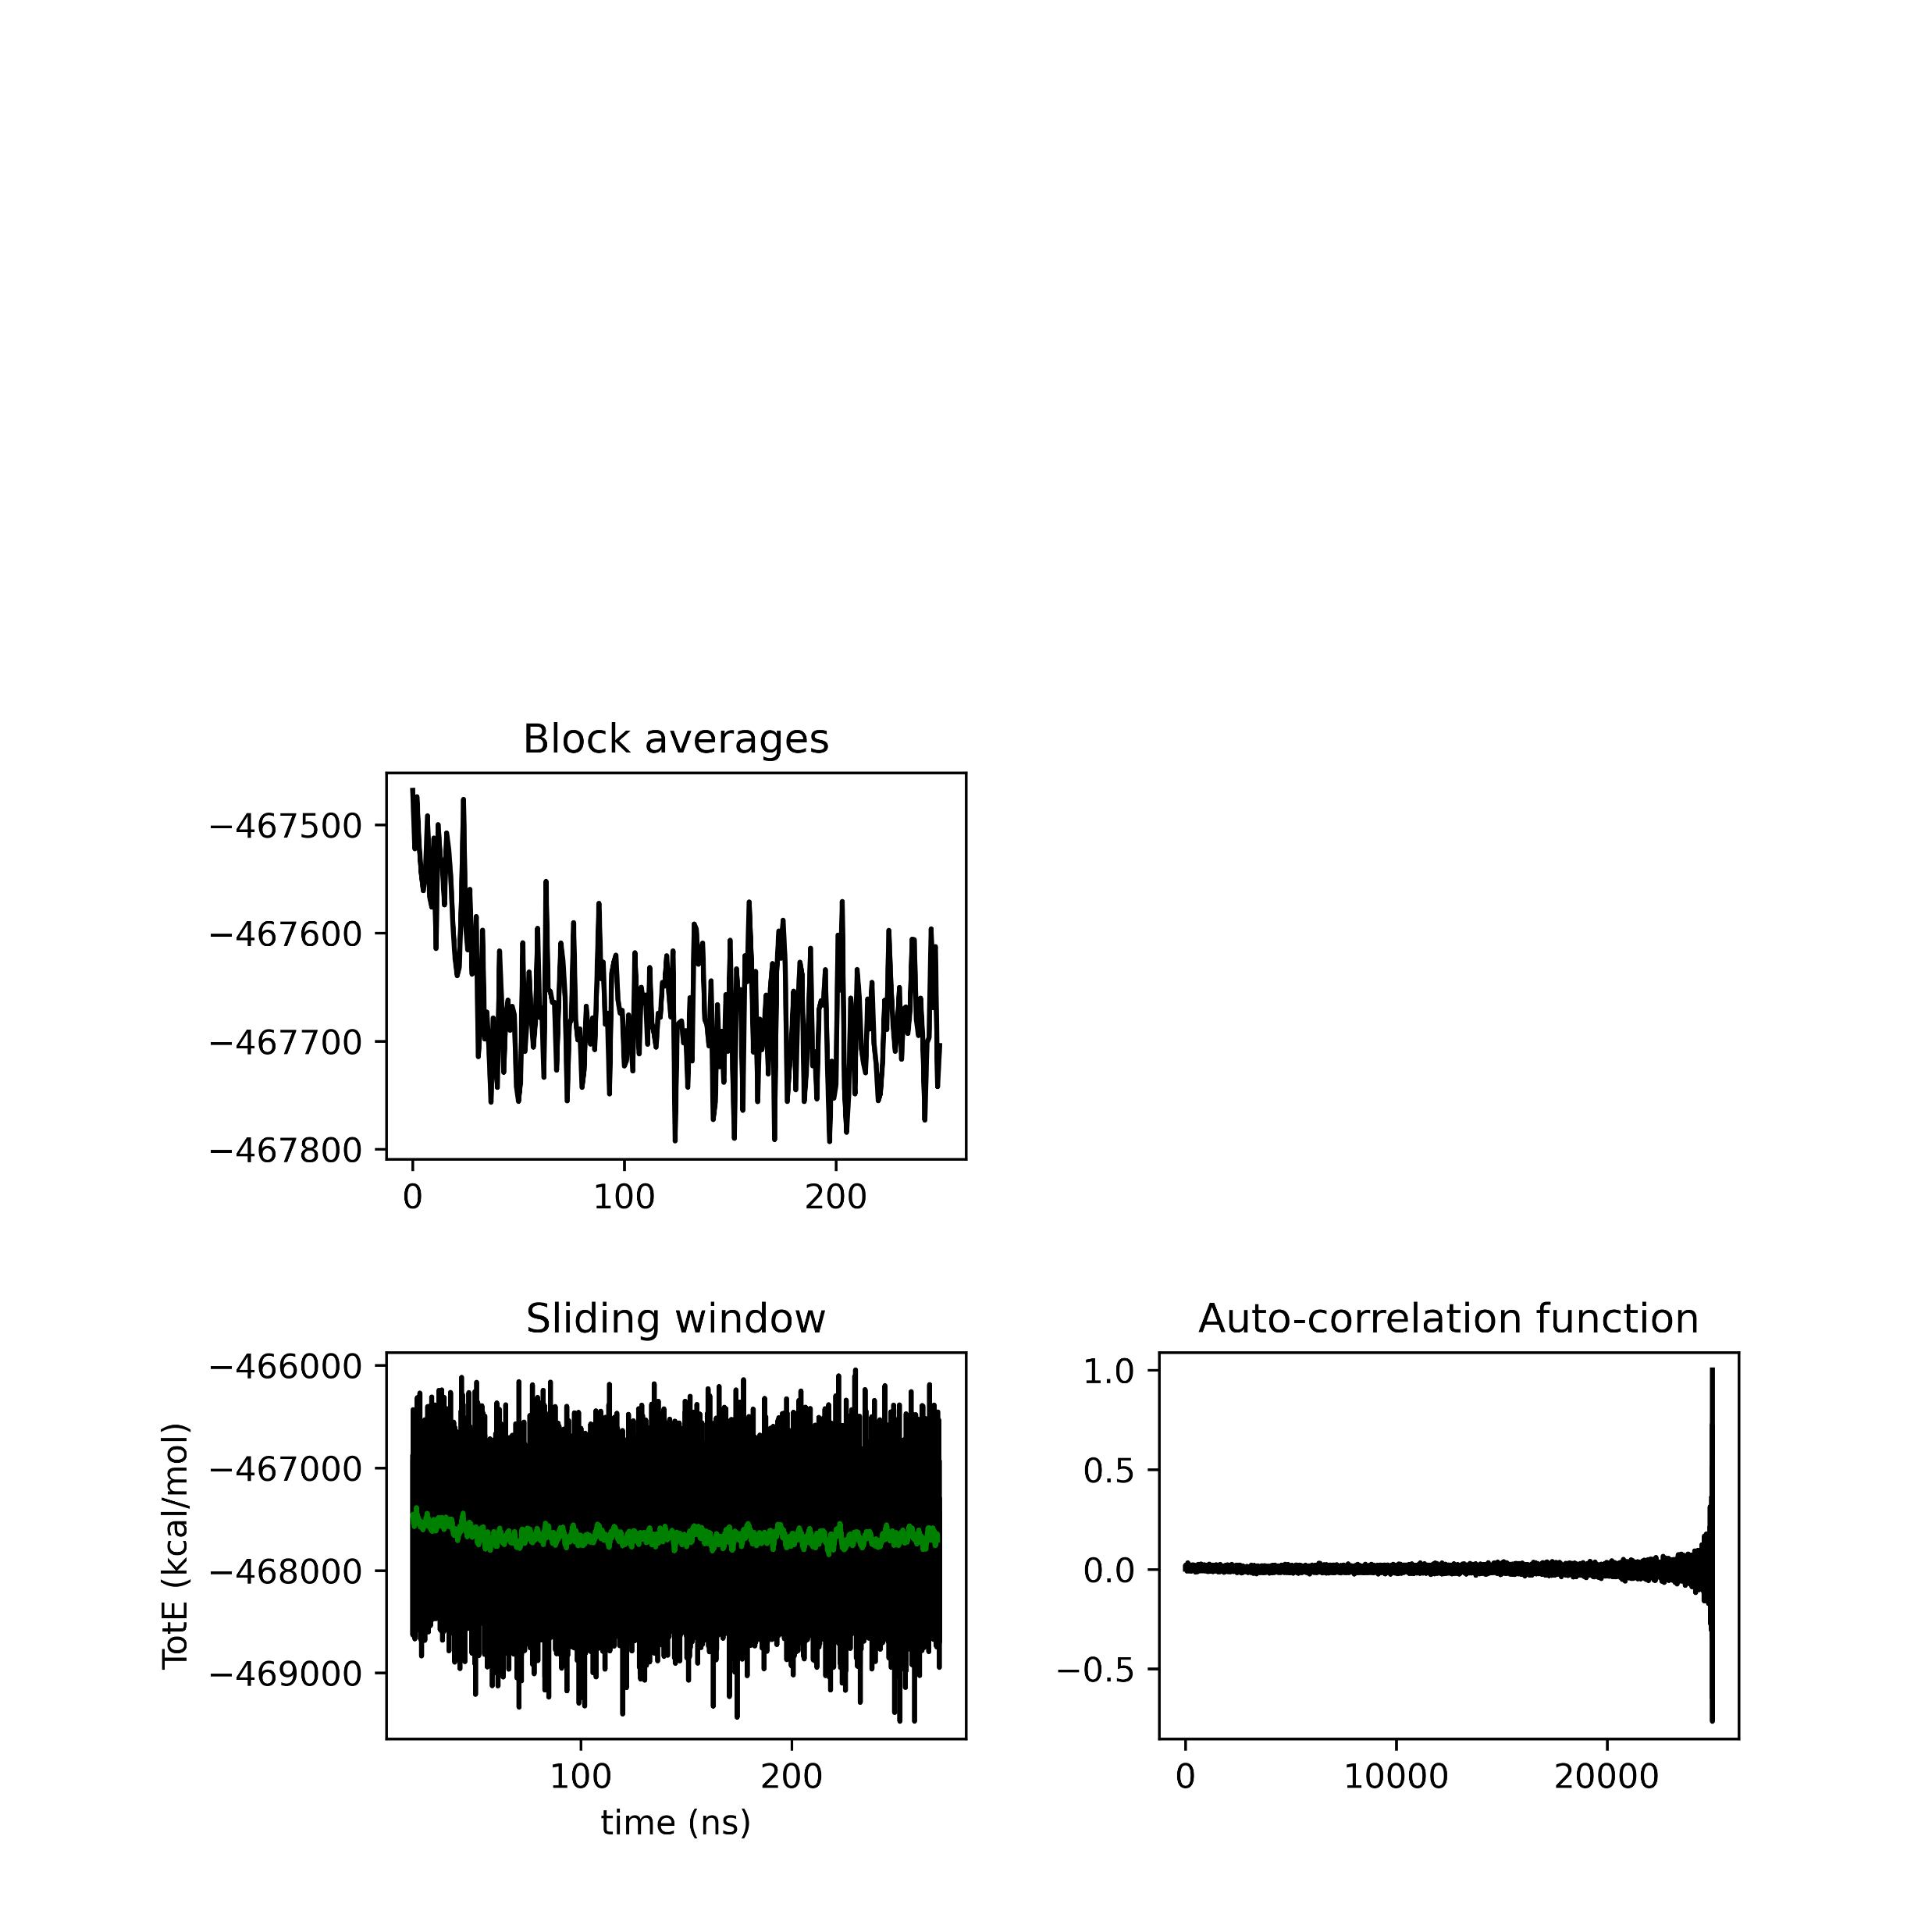 Block averages
−467500
−467600
−467700
−467800
0 100 200
Sliding window
−466000
−467000
−468000
−469000
TotE (kcal/mol)
100 200
time (ns)
Auto-correlation function
1.0
0.5
0.0
−0.5
0 10000 20000